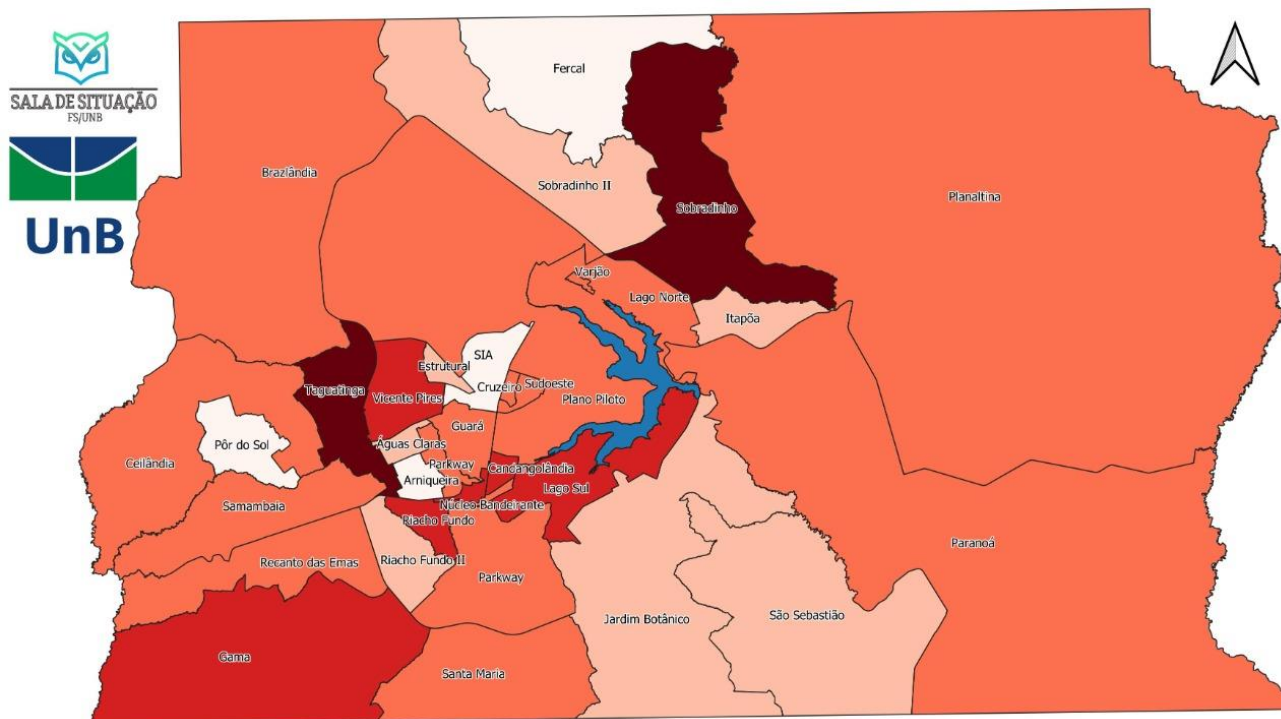 SALA DE SITUAÇÃO
FS/UNB
UnB
Fercal
Brazlândia
Sobradinho II
Sobradinho
Planaltina
Varjão
Lago Norte
Itapõa
SIA
Estrutural
Taguatinga
Vicente Pires
Cruzeiro
Sudoeste
Plano Piloto
Guará
Pôr do Sol
Águas Claras
Ceilândia
Parkway
Candangolândia
Arniqueira
Lago Sul
Samambaia
Núcleo Bandeirante
Riacho Fundo
Paranoá
Recanto das Emas
Riacho Fundo II
Parkway
Jardim Botânico
São Sebastião
Gama
Santa Maria